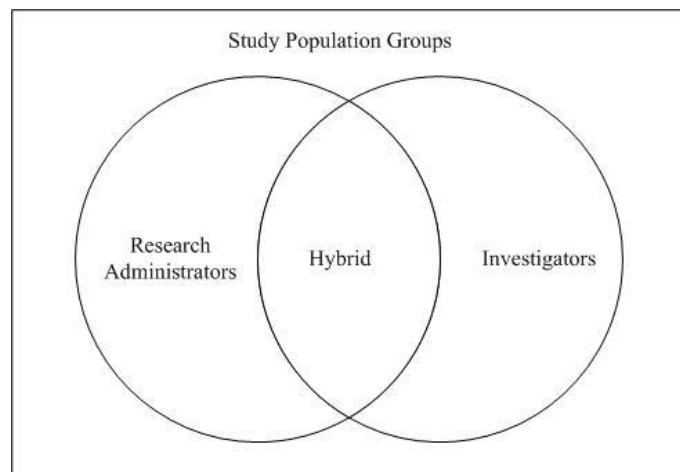 Study Population Groups
Research
Administrators
Hybrid
Investigators